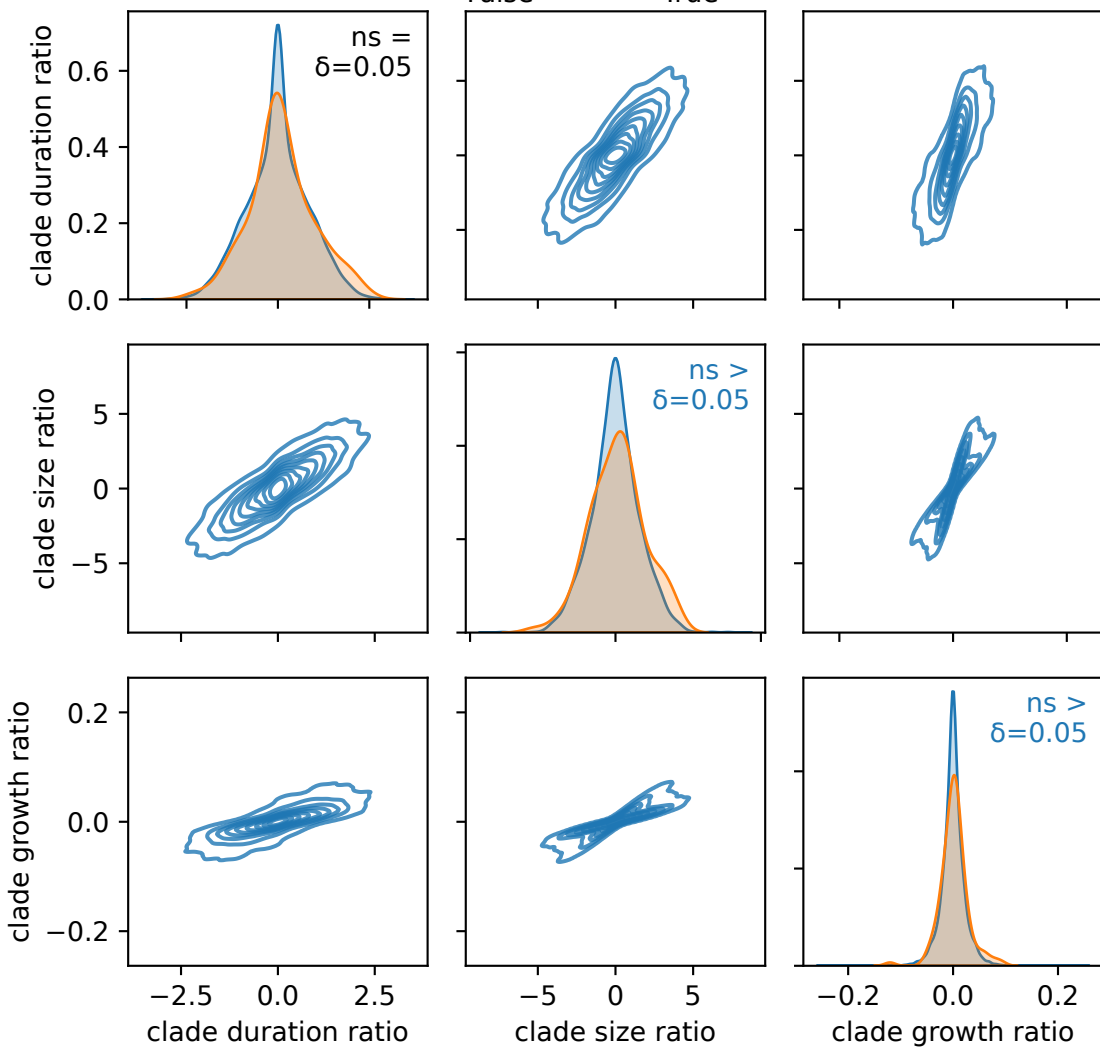 clade duration ratio
0.6
0.4
0.2
0.0
ns =
δ=0.05
clade size ratio
5
0
−5
ns >
δ=0.05
clade growth ratio
0.2
0.0
−0.2
ns >
δ=0.05
−2.5 0.0 2.5
−5 0 5
−0.2 0.0 0.2
clade duration ratio
clade size ratio
clade growth ratio